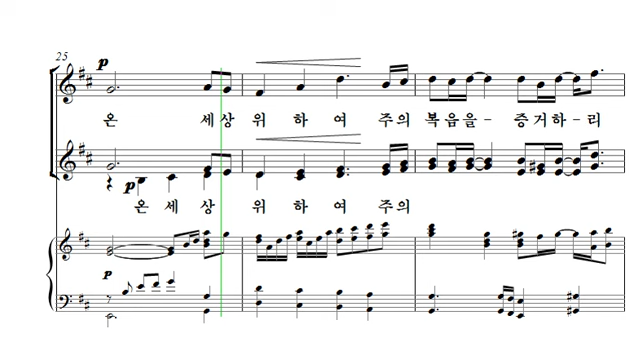 25
p
온 세상 위 하 여 주의 복음을- 증거하-리
p
온 세 상 위 하 여 주의
p